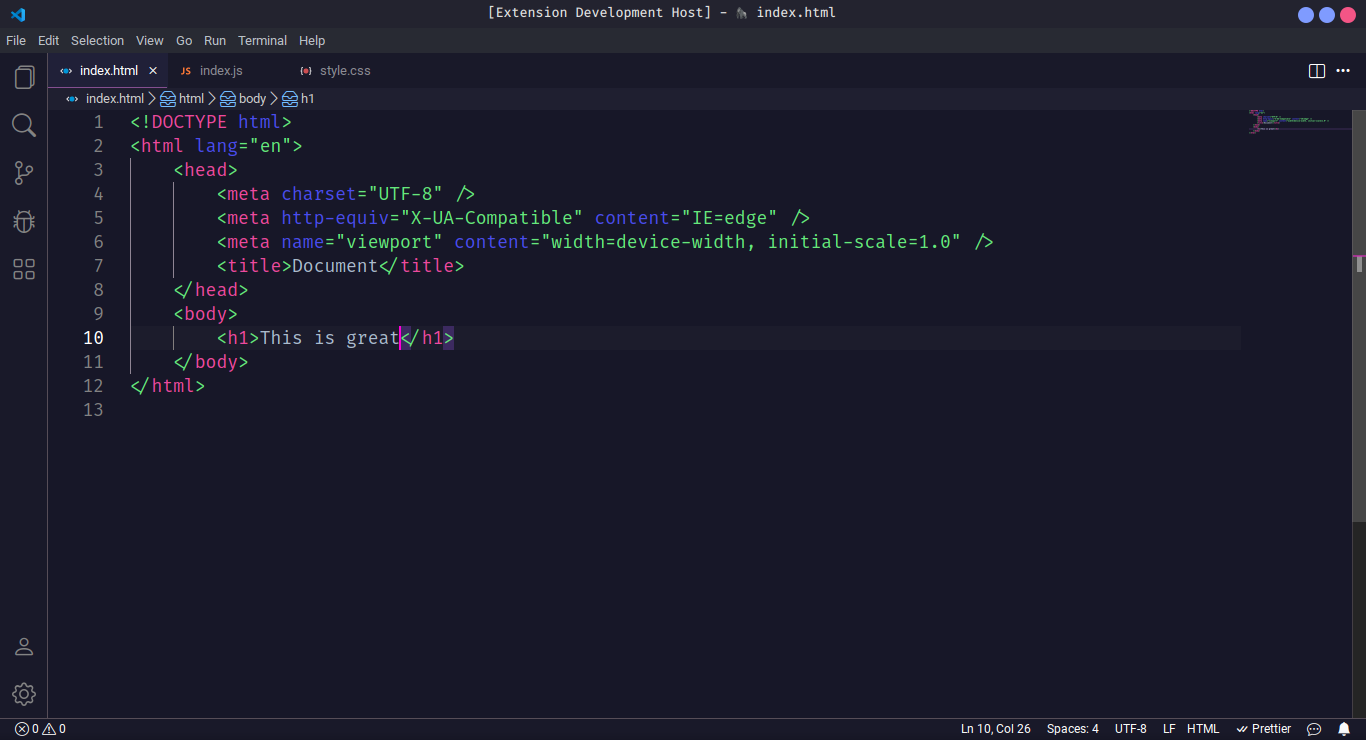 [Extension Development Host] - 🦍 index.html
File Edit Selection View Go Run Terminal Help
index.html × JS index.js style.css
index.html > html > body > h1
1 <!DOCTYPE html>
2 <html lang="en">
3     <head>
4         <meta charset="UTF-8" />
5         <meta http-equiv="X-UA-Compatible" content="IE=edge" />
6         <meta name="viewport" content="width=device-width, initial-scale=1.0" />
7         <title>Document</title>
8     </head>
9     <body>
10         <h1>This is great</h1>
11     </body>
12 </html>
13
0 0 Ln 10, Col 26 Spaces: 4 UTF-8 LF HTML Prettier